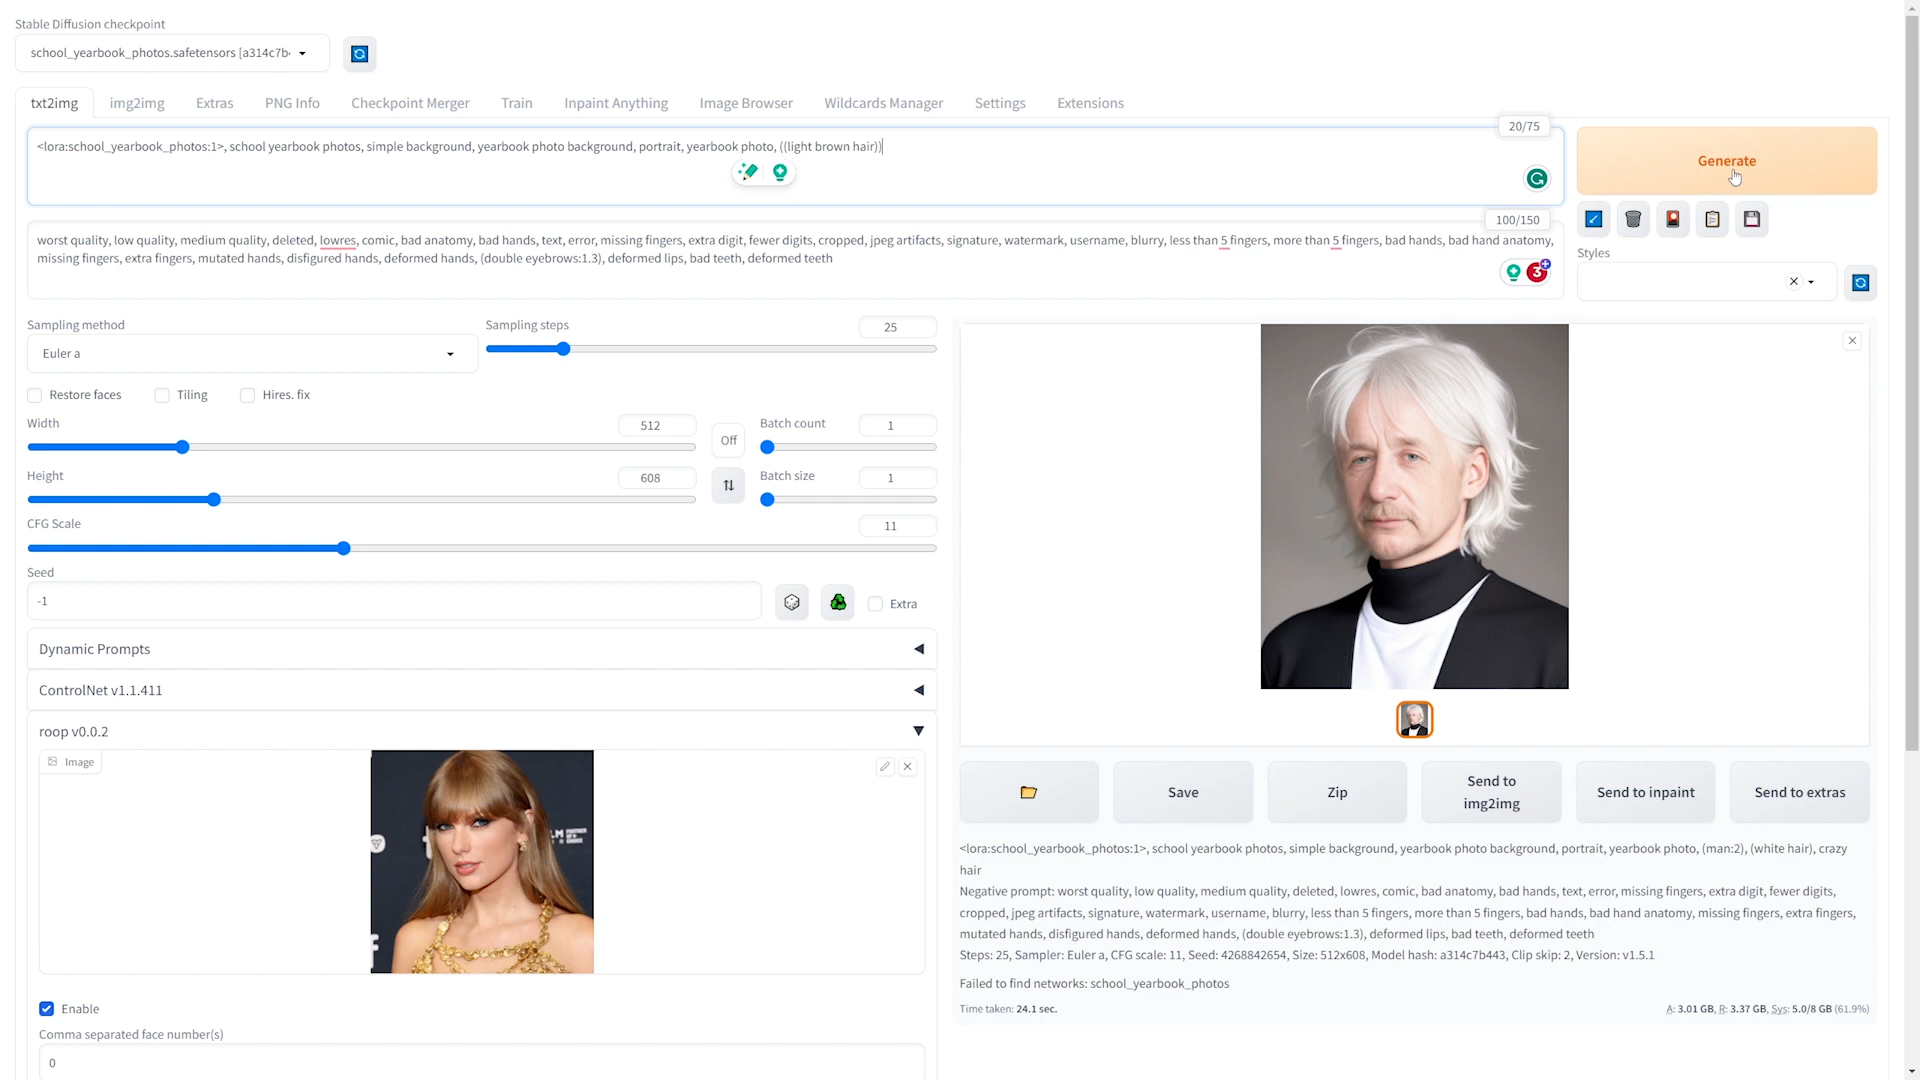 Stable Diffusion checkpoint
school_yearbook_photos.safetensors [a314c7b
txt2img img2img Extras PNG Info Checkpoint Merger Train Inpaint Anything Image Browser Wildcards Manager Settings Extensions
20/75
<lora:school_yearbook_photos:1>, school yearbook photos, simple background, yearbook photo background, portrait, yearbook photo, ((light brown hair))
Generate
100/150
worst quality, low quality, medium quality, deleted, lowres, comic, bad anatomy, bad hands, text, error, missing fingers, extra digit, fewer digits, cropped, jpeg artifacts, signature, watermark, username, blurry, less than 5 fingers, more than 5 fingers, bad hands, bad hand anatomy,
missing fingers, extra fingers, mutated hands, disfigured hands, deformed hands, (double eyebrows:1.3), deformed lips, bad teeth, deformed teeth
3
Styles
Sampling method
Euler a
Sampling steps
25
Restore faces Tiling Hires. fix
Width
512
Off
Batch count
1
Height
608
Batch size
1
CFG Scale
11
Seed
-1
Extra
Dynamic Prompts
ControlNet v1.1.411
roop v0.0.2
Image
Enable
Comma separated face number(s)
0
Save
Zip
Send to
img2img
Send to inpaint
Send to extras
<lora:school_yearbook_photos:1>, school yearbook photos, simple background, yearbook photo background, portrait, yearbook photo, (man:2), (white hair), crazy
hair
Negative prompt: worst quality, low quality, medium quality, deleted, lowres, comic, bad anatomy, bad hands, text, error, missing fingers, extra digit, fewer digits,
cropped, jpeg artifacts, signature, watermark, username, blurry, less than 5 fingers, more than 5 fingers, bad hands, bad hand anatomy, missing fingers, extra fingers,
mutated hands, disfigured hands, deformed hands, (double eyebrows:1.3), deformed lips, bad teeth, deformed teeth
Steps: 25, Sampler: Euler a, CFG scale: 11, Seed: 4268842654, Size: 512x608, Model hash: a314c7b443, Clip skip: 2, Version: v1.5.1
Failed to find networks: school_yearbook_photos
Time taken: 24.1 sec.
A: 3.01 GB, R: 3.37 GB, Sys: 5.0/8 GB (61.9%)